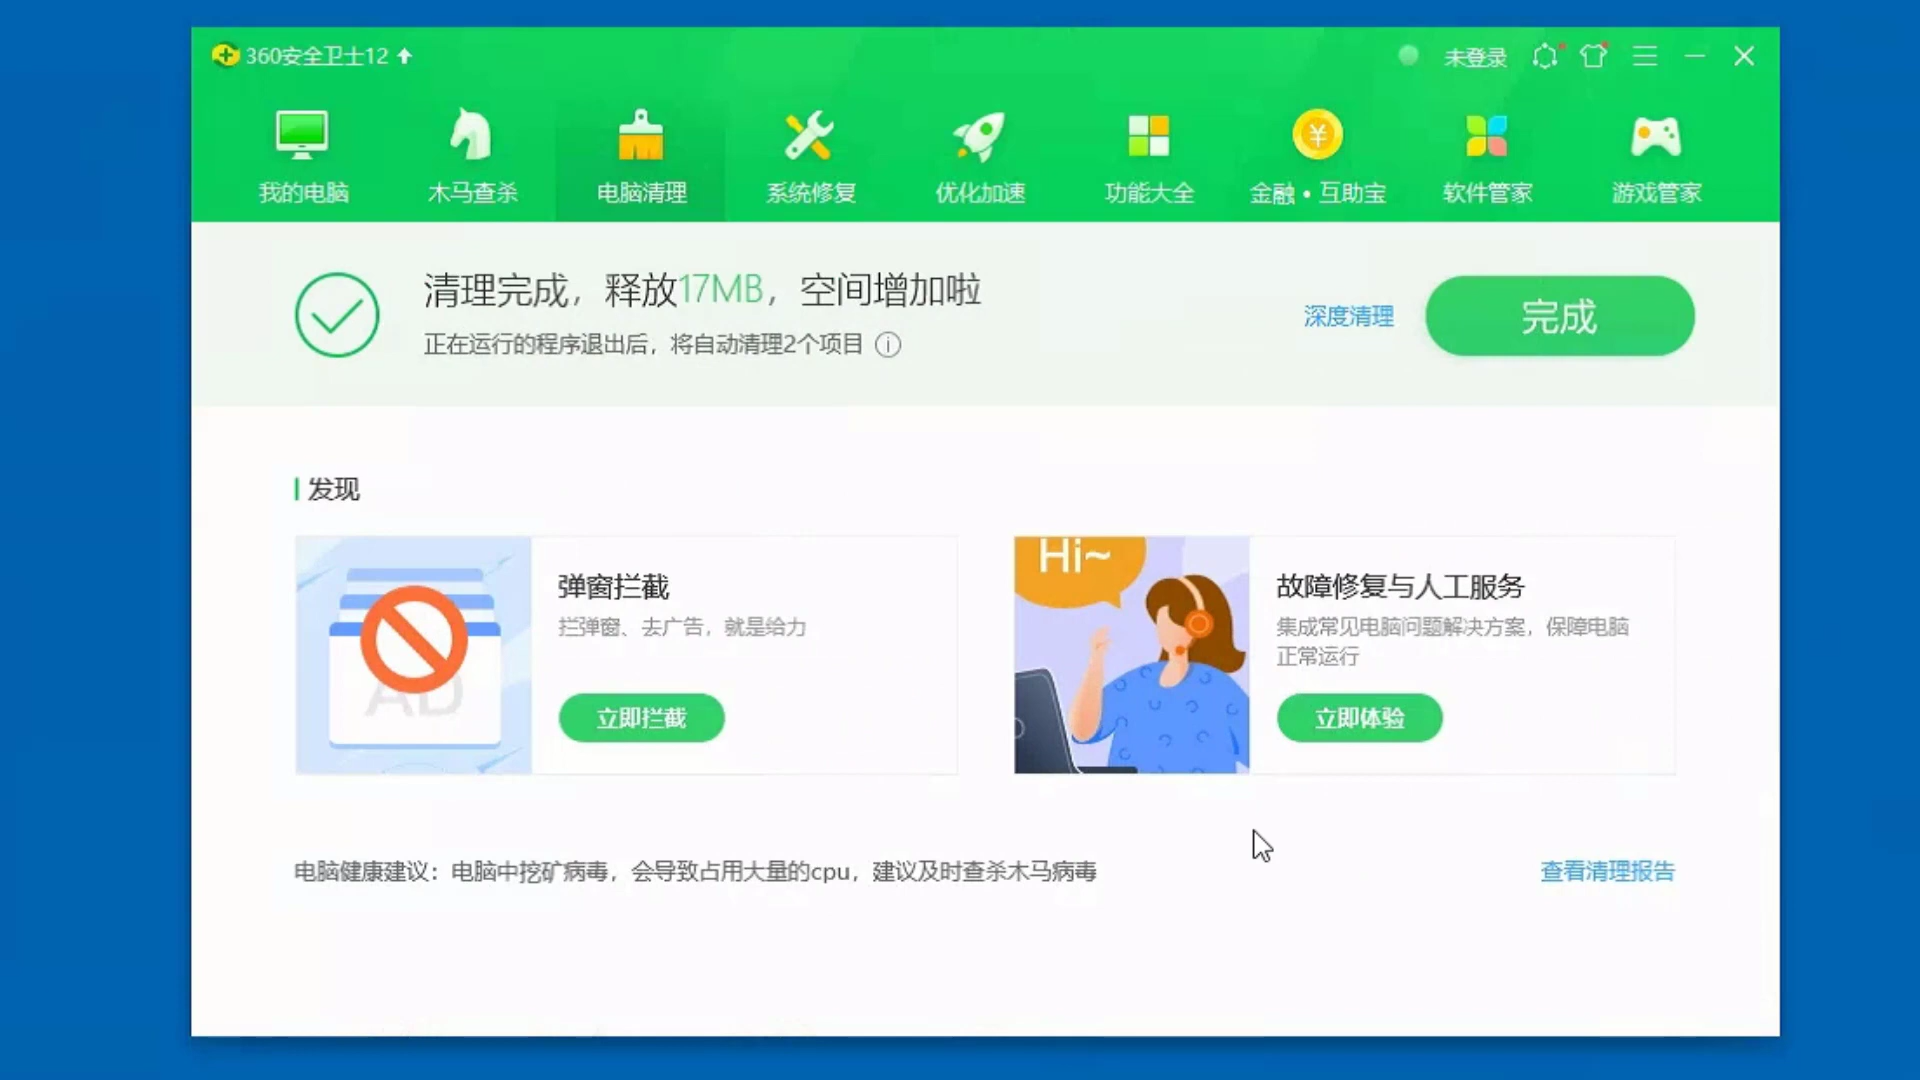 360安全卫士12
未登录
我的电脑
木马查杀
电脑清理
系统修复
优化加速
功能大全
金融•互助宝
软件管家
游戏管家
清理完成，释放17MB，空间增加啦
正在运行的程序退出后，将自动清理2个项目
深度清理
完成
发现
AD
弹窗拦截
拦弹窗、去广告，就是给力
立即拦截
Hi~
故障修复与人工服务
集成常见电脑问题解决方案，保障电脑
正常运行
立即体验
电脑健康建议：电脑中挖矿病毒，会导致占用大量的cpu，建议及时查杀木马病毒
查看清理报告